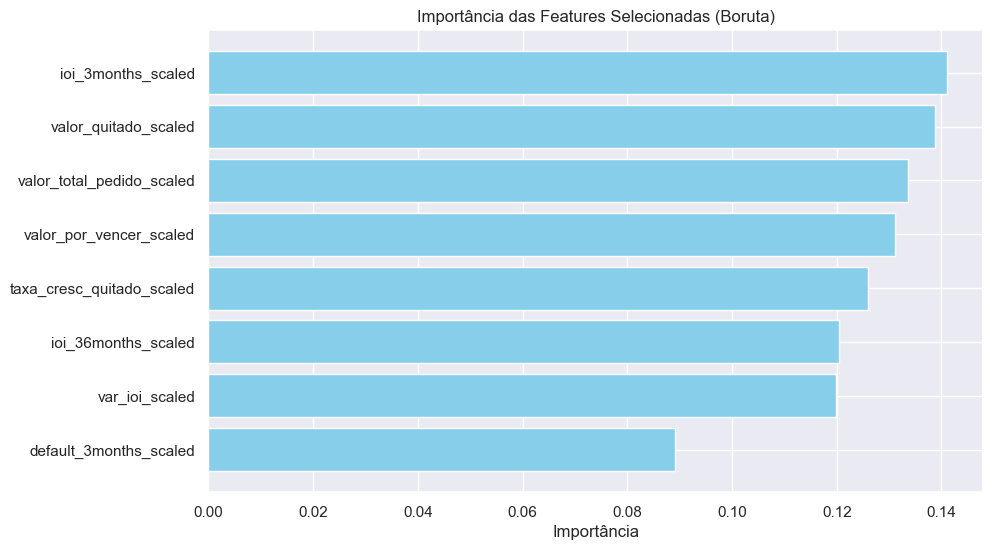 Importância das Features Selecionadas (Boruta)
ioi_3months_scaled
valor_quitado_scaled
valor_total_pedido_scaled
valor_por_vencer_scaled
taxa_cresc_quitado_scaled
ioi_36months_scaled
var_ioi_scaled
default_3months_scaled
0.00 0.02 0.04 0.06 0.08 0.10 0.12 0.14
Importância